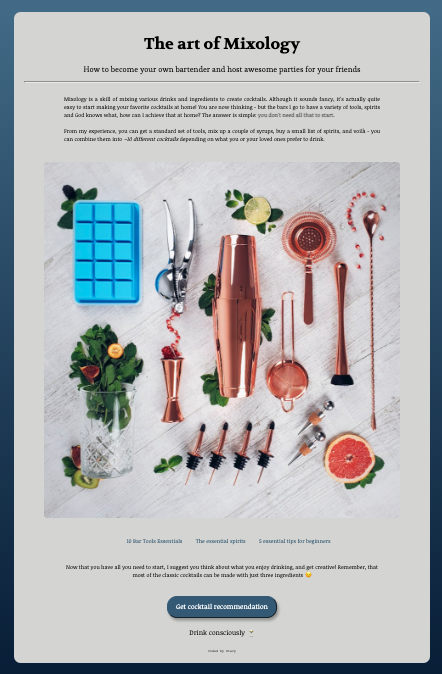 The art of Mixology
How to become your own bartender and host awesome parties for your friends
Mixology is a skill of mixing various drinks and ingredients to create cocktails. Although it sounds fancy, it's actually quite
easy to start making your favorite cocktails at home! You are now thinking - but the bars I go to have a variety of tools, spirits
and God knows what, how can I achieve that at home? The answer is simple: you don't need all that to start.
From my experience, you can get a standard set of tools, mix up a couple of syrups, buy a small list of spirits, and voilà - you
can combine them into ~10 different cocktails depending on what you or your loved ones prefer to drink.
10 Bar Tools Essentials The essential spirits 5 essential tips for beginners
Now that you have all you need to start, I suggest you think about what you enjoy drinking, and get creative! Remember, that
most of the classic cocktails can be made with just three ingredients 😉
Get cocktail recommendation
Drink consciously